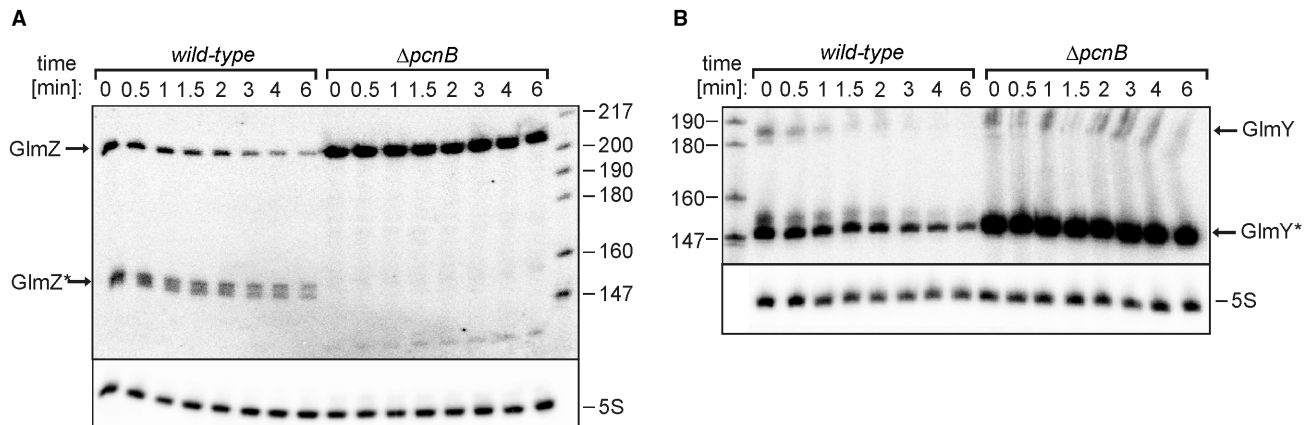 A
wild-type ΔpcnB
time
[min]: 0 0.5 1 1.5 2 3 4 6 0 0.5 1 1.5 2 3 4 6
217
GlmZ 200
190
180
160
GlmZ* 147
5S
B
wild-type ΔpcnB
time
[min]: 0 0.5 1 1.5 2 3 4 6 0 0.5 1 1.5 2 3 4 6
190 GlmY
180
160
147 GlmY*
5S